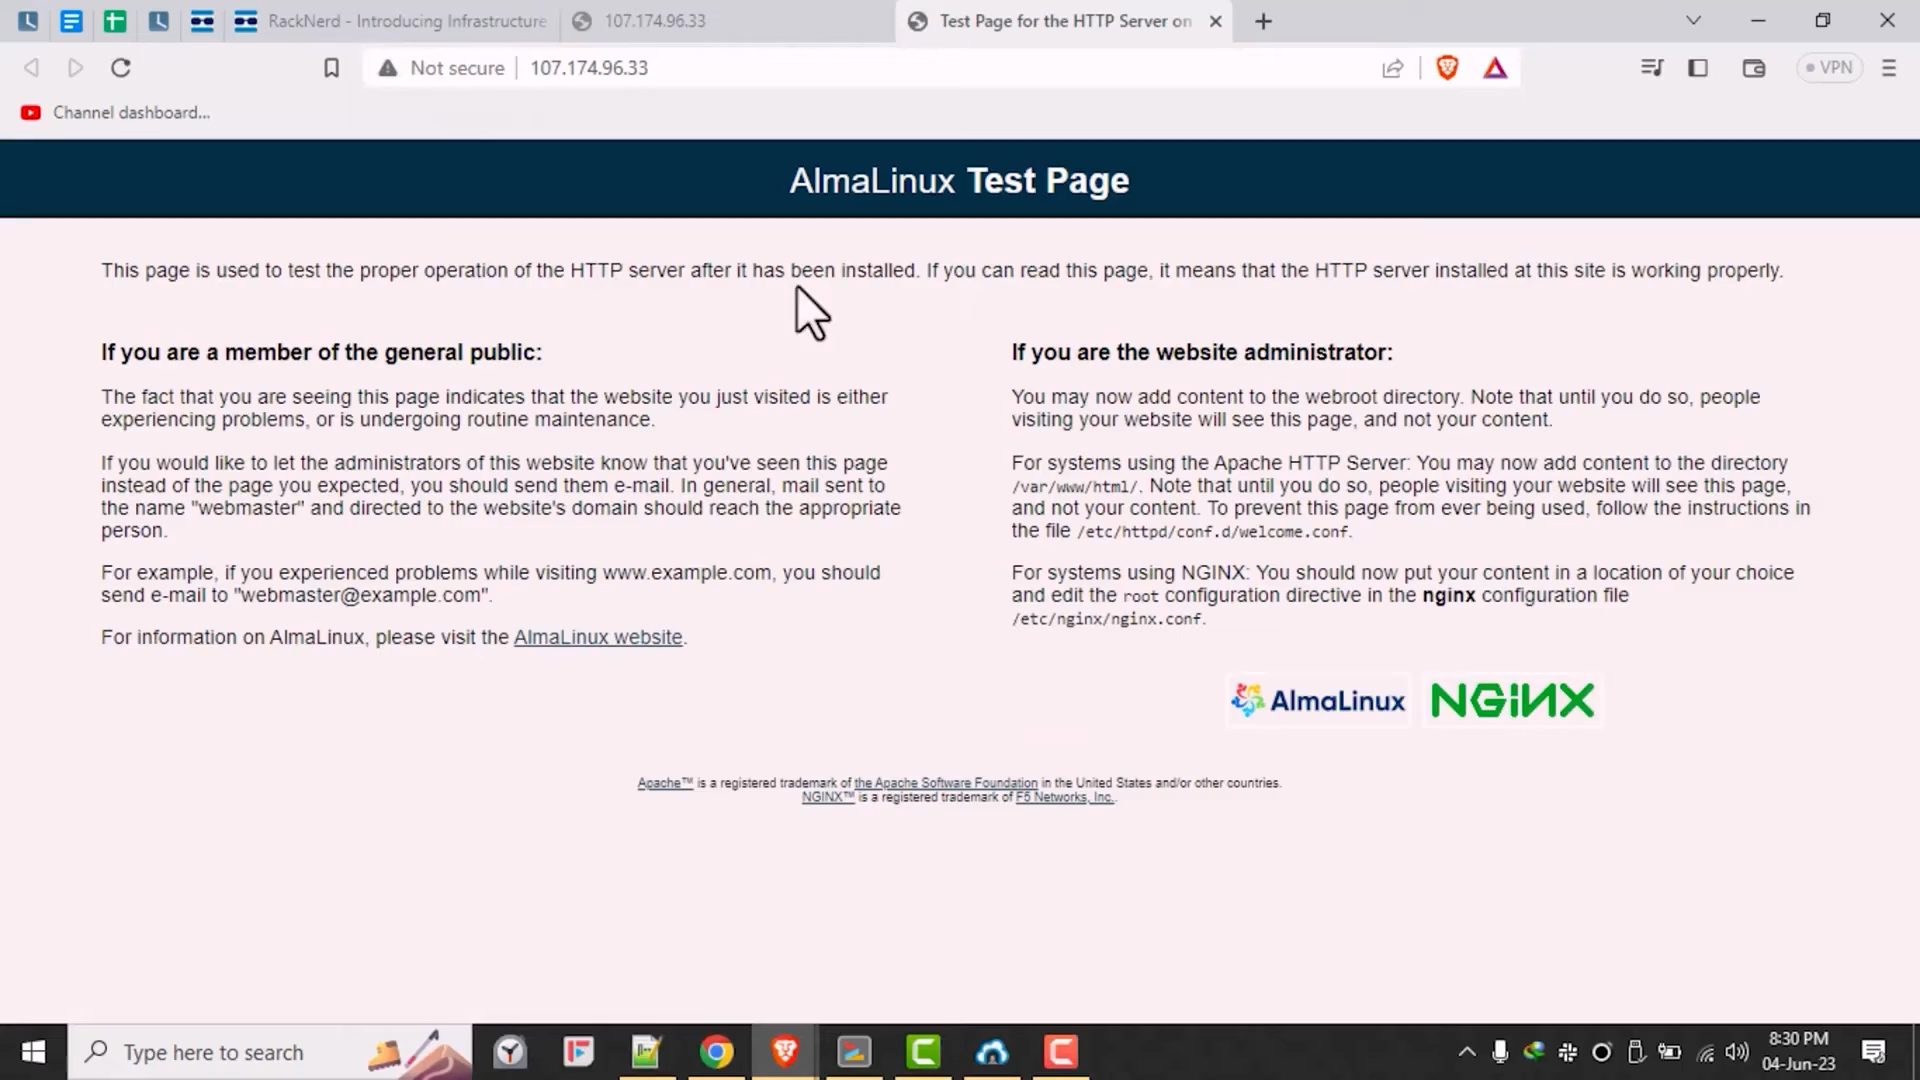 RackNerd - Introducing Infrastructure
107.174.96.33
Test Page for the HTTP Server on
Not secure
107.174.96.33
VPN
Channel dashboard...
AlmaLinux Test Page
This page is used to test the proper operation of the HTTP server after it has been installed. If you can read this page, it means that the HTTP server installed at this site is working properly.
If you are a member of the general public:
The fact that you are seeing this page indicates that the website you just visited is either
experiencing problems, or is undergoing routine maintenance.
If you would like to let the administrators of this website know that you've seen this page
instead of the page you expected, you should send them e-mail. In general, mail sent to
the name "webmaster" and directed to the website's domain should reach the appropriate
person.
For example, if you experienced problems while visiting www.example.com, you should
send e-mail to "webmaster@example.com".
For information on AlmaLinux, please visit the AlmaLinux website.
If you are the website administrator:
You may now add content to the webroot directory. Note that until you do so, people
visiting your website will see this page, and not your content.
For systems using the Apache HTTP Server: You may now add content to the directory
/var/www/html/. Note that until you do so, people visiting your website will see this page,
and not your content. To prevent this page from ever being used, follow the instructions in
the file /etc/httpd/conf.d/welcome.conf.
For systems using NGINX: You should now put your content in a location of your choice
and edit the root configuration directive in the nginx configuration file
/etc/nginx/nginx.conf.
AlmaLinux NGINX
Apache™ is a registered trademark of the Apache Software Foundation in the United States and/or other countries.
NGINX™ is a registered trademark of F5 Networks, Inc..
Type here to search
8:30 PM
04-Jun-23